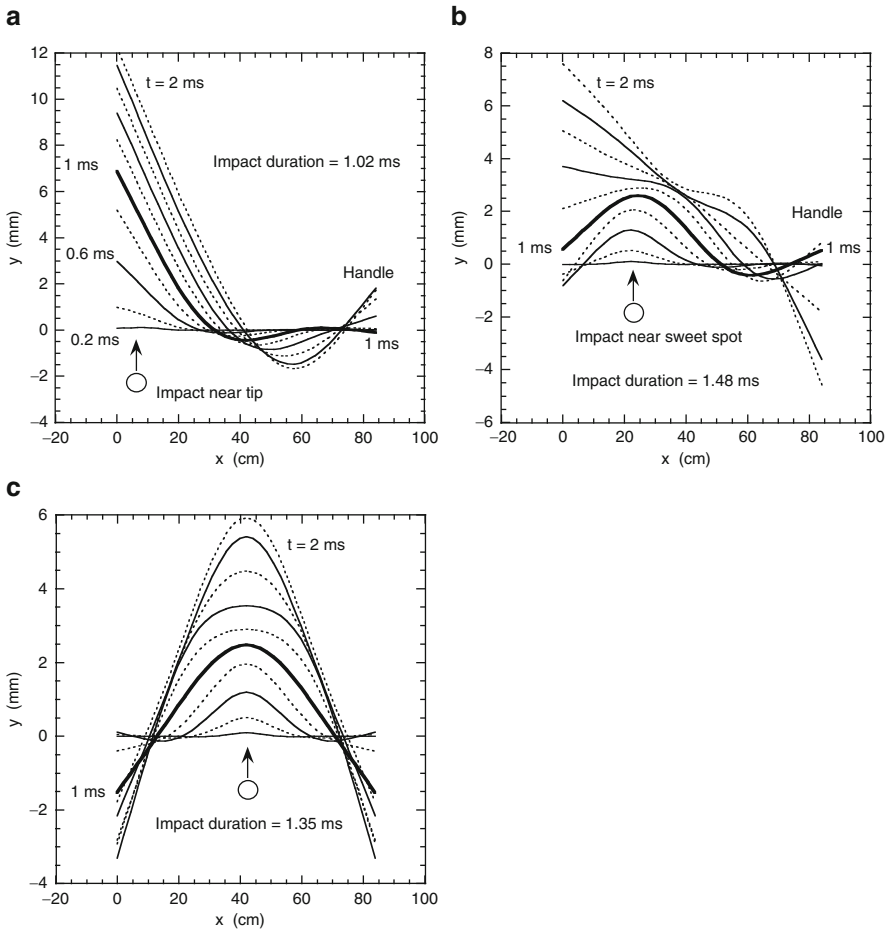 a
12
10
8
6
4
2
0
−2
−4
y (mm)
t = 2 ms
1 ms
Impact duration = 1.02 ms
0.6 ms
Handle
0.2 ms
1 ms
Impact near tip
−20 0 20 40 60 80 100
x (cm)
b
8
6
4
2
0
−2
−4
−6
y (mm)
t = 2 ms
Handle
1 ms
1 ms
Impact near sweet spot
Impact duration = 1.48 ms
−20 0 20 40 60 80 100
x (cm)
c
6
4
2
0
−2
−4
y (mm)
t = 2 ms
1 ms
Impact duration = 1.35 ms
−20 0 20 40 60 80 100
x (cm)